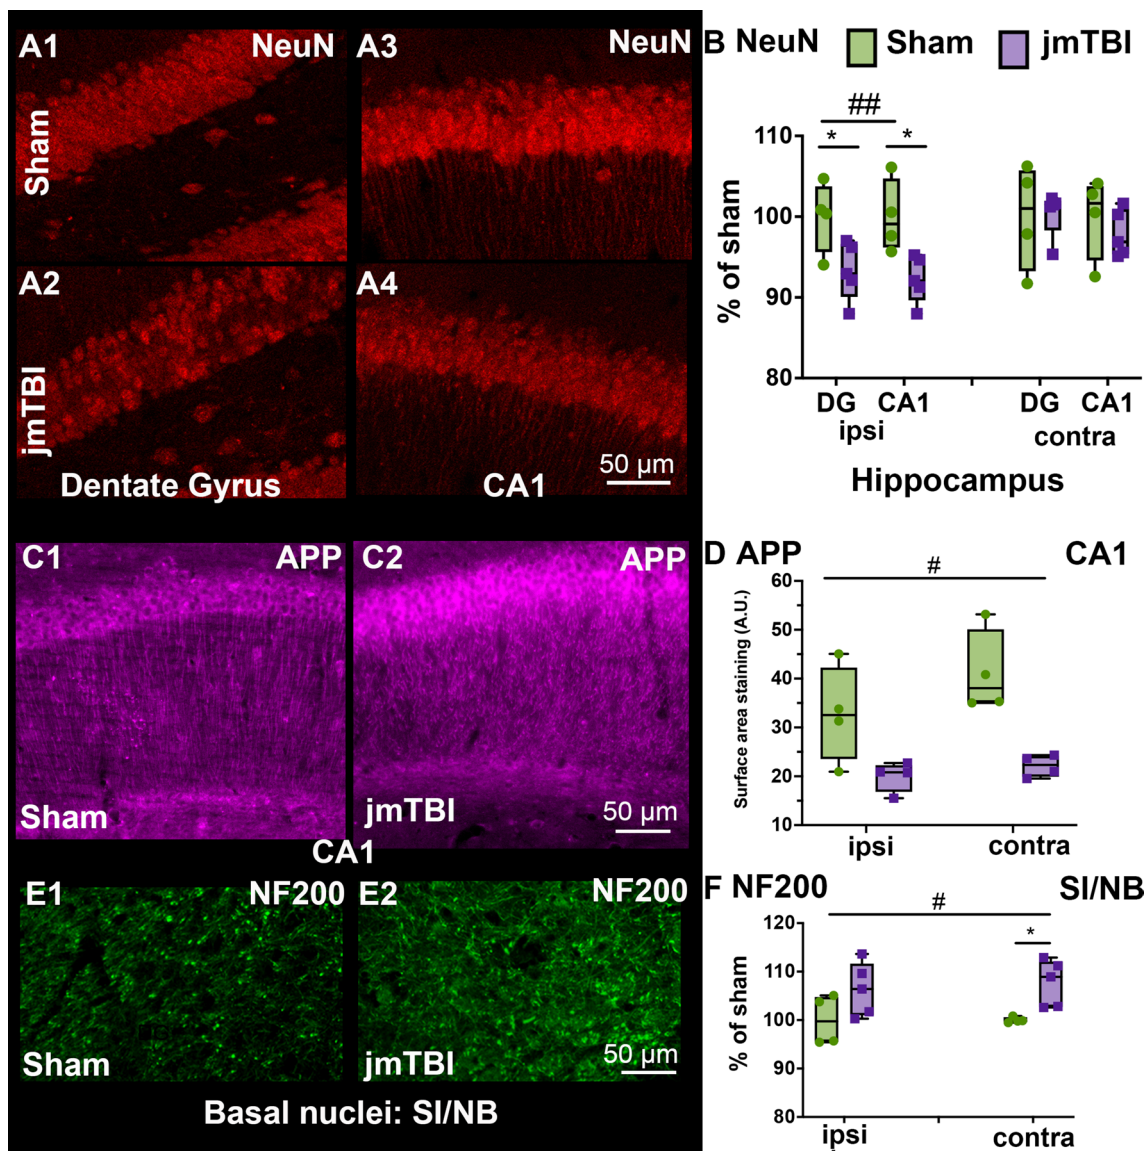 A1 NeuN
Sham
A3 NeuN
A2
jmTBI
Dentate Gyrus
A4
50 µm
CA1
B NeuN Sham jmTBI
##
* *
% of sham
110
100
90
80
DG CA1 DG CA1
ipsi contra
Hippocampus
C1 APP
Sham
C2 APP
jmTBI
50 µm
CA1
D APP CA1
#
Surface area staining (A.U.)
60
50
40
30
20
10
ipsi contra
E1 NF200
Sham
E2 NF200
jmTBI
50 µm
Basal nuclei: SI/NB
F NF200 SI/NB
#
*
% of sham
120
110
100
90
80
ipsi contra